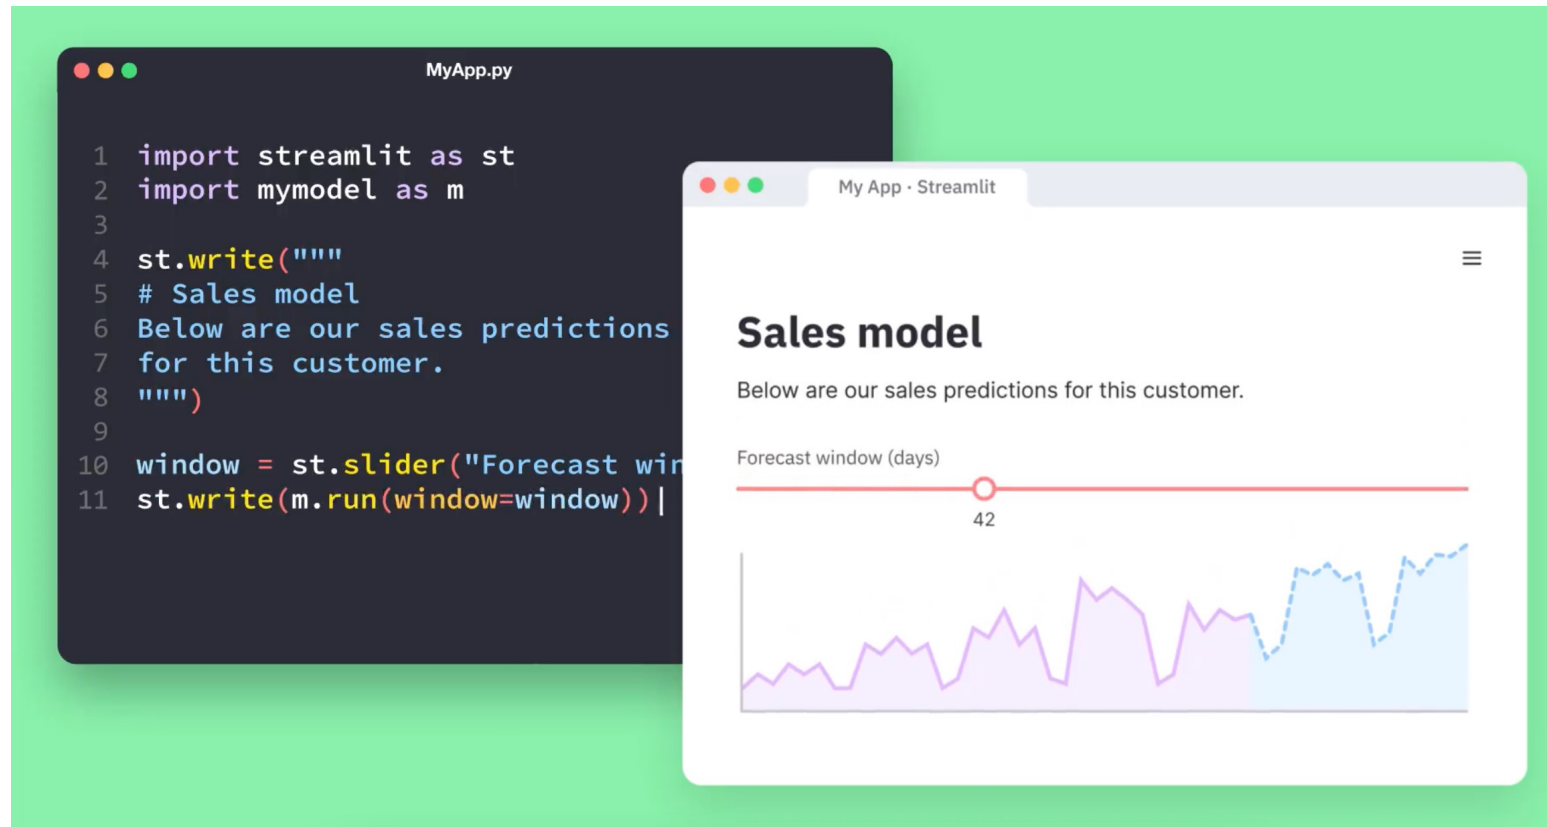 MyApp.py
1 import streamlit as st
2 import mymodel as m
3
4 st.write("""
5 # Sales model
6 Below are our sales predictions
7 for this customer.
8 """)
9
10 window = st.slider("Forecast win
11 st.write(m.run(window=window))|
My App · Streamlit
Sales model
Below are our sales predictions for this customer.
Forecast window (days)
42